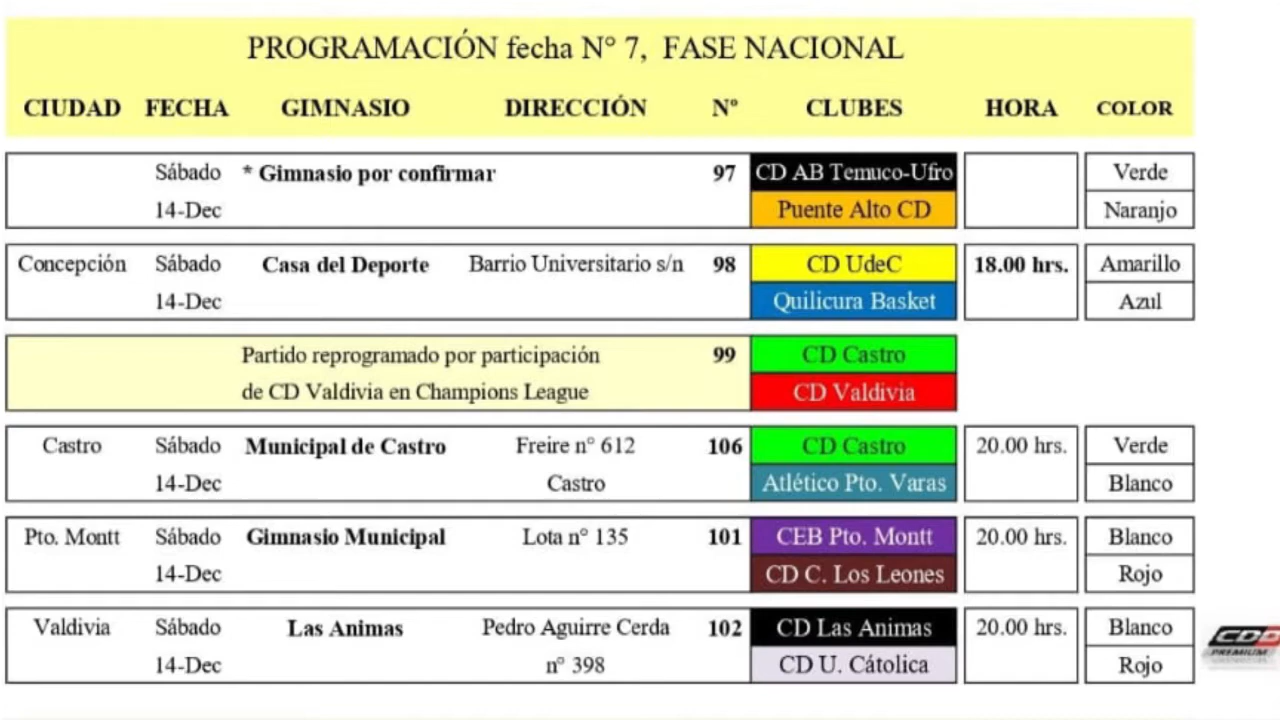 PROGRAMACIÓN fecha N° 7, FASE NACIONAL
CIUDAD FECHA GIMNASIO DIRECCIÓN Nº CLUBES HORA COLOR
Sábado * Gimnasio por confirmar 97 CD AB Temuco-Ufro Verde
14-Dec Puente Alto CD Naranjo
Concepción Sábado Casa del Deporte Barrio Universitario s/n 98 CD UdeC 18.00 hrs. Amarillo
14-Dec Quilicura Basket Azul
Partido reprogramado por participación 99 CD Castro
de CD Valdivia en Champions League CD Valdivia
Castro Sábado Municipal de Castro Freire n° 612 106 CD Castro 20.00 hrs. Verde
14-Dec Castro Atlético Pto. Varas Blanco
Pto. Montt Sábado Gimnasio Municipal Lota n° 135 101 CEB Pto. Montt 20.00 hrs. Blanco
14-Dec CD C. Los Leones Rojo
Valdivia Sábado Las Animas Pedro Aguirre Cerda 102 CD Las Animas 20.00 hrs. Blanco
14-Dec n° 398 CD U. Cátolica Rojo
CDO
PREMIUM